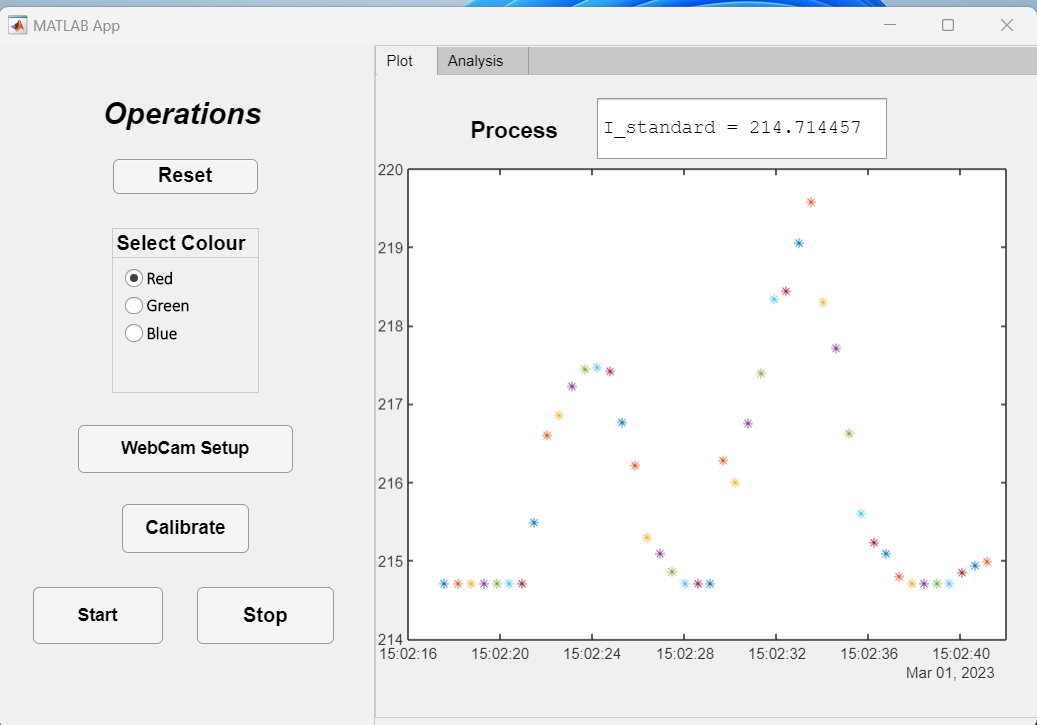 MATLAB App
Operations
Reset
Select Colour
Red
Green
Blue
WebCam Setup
Calibrate
Start
Stop
Plot
Analysis
Process
I_standard = 214.714457
220
219
218
217
216
215
214
15:02:16 15:02:20 15:02:24 15:02:28 15:02:32 15:02:36 15:02:40
Mar 01, 2023